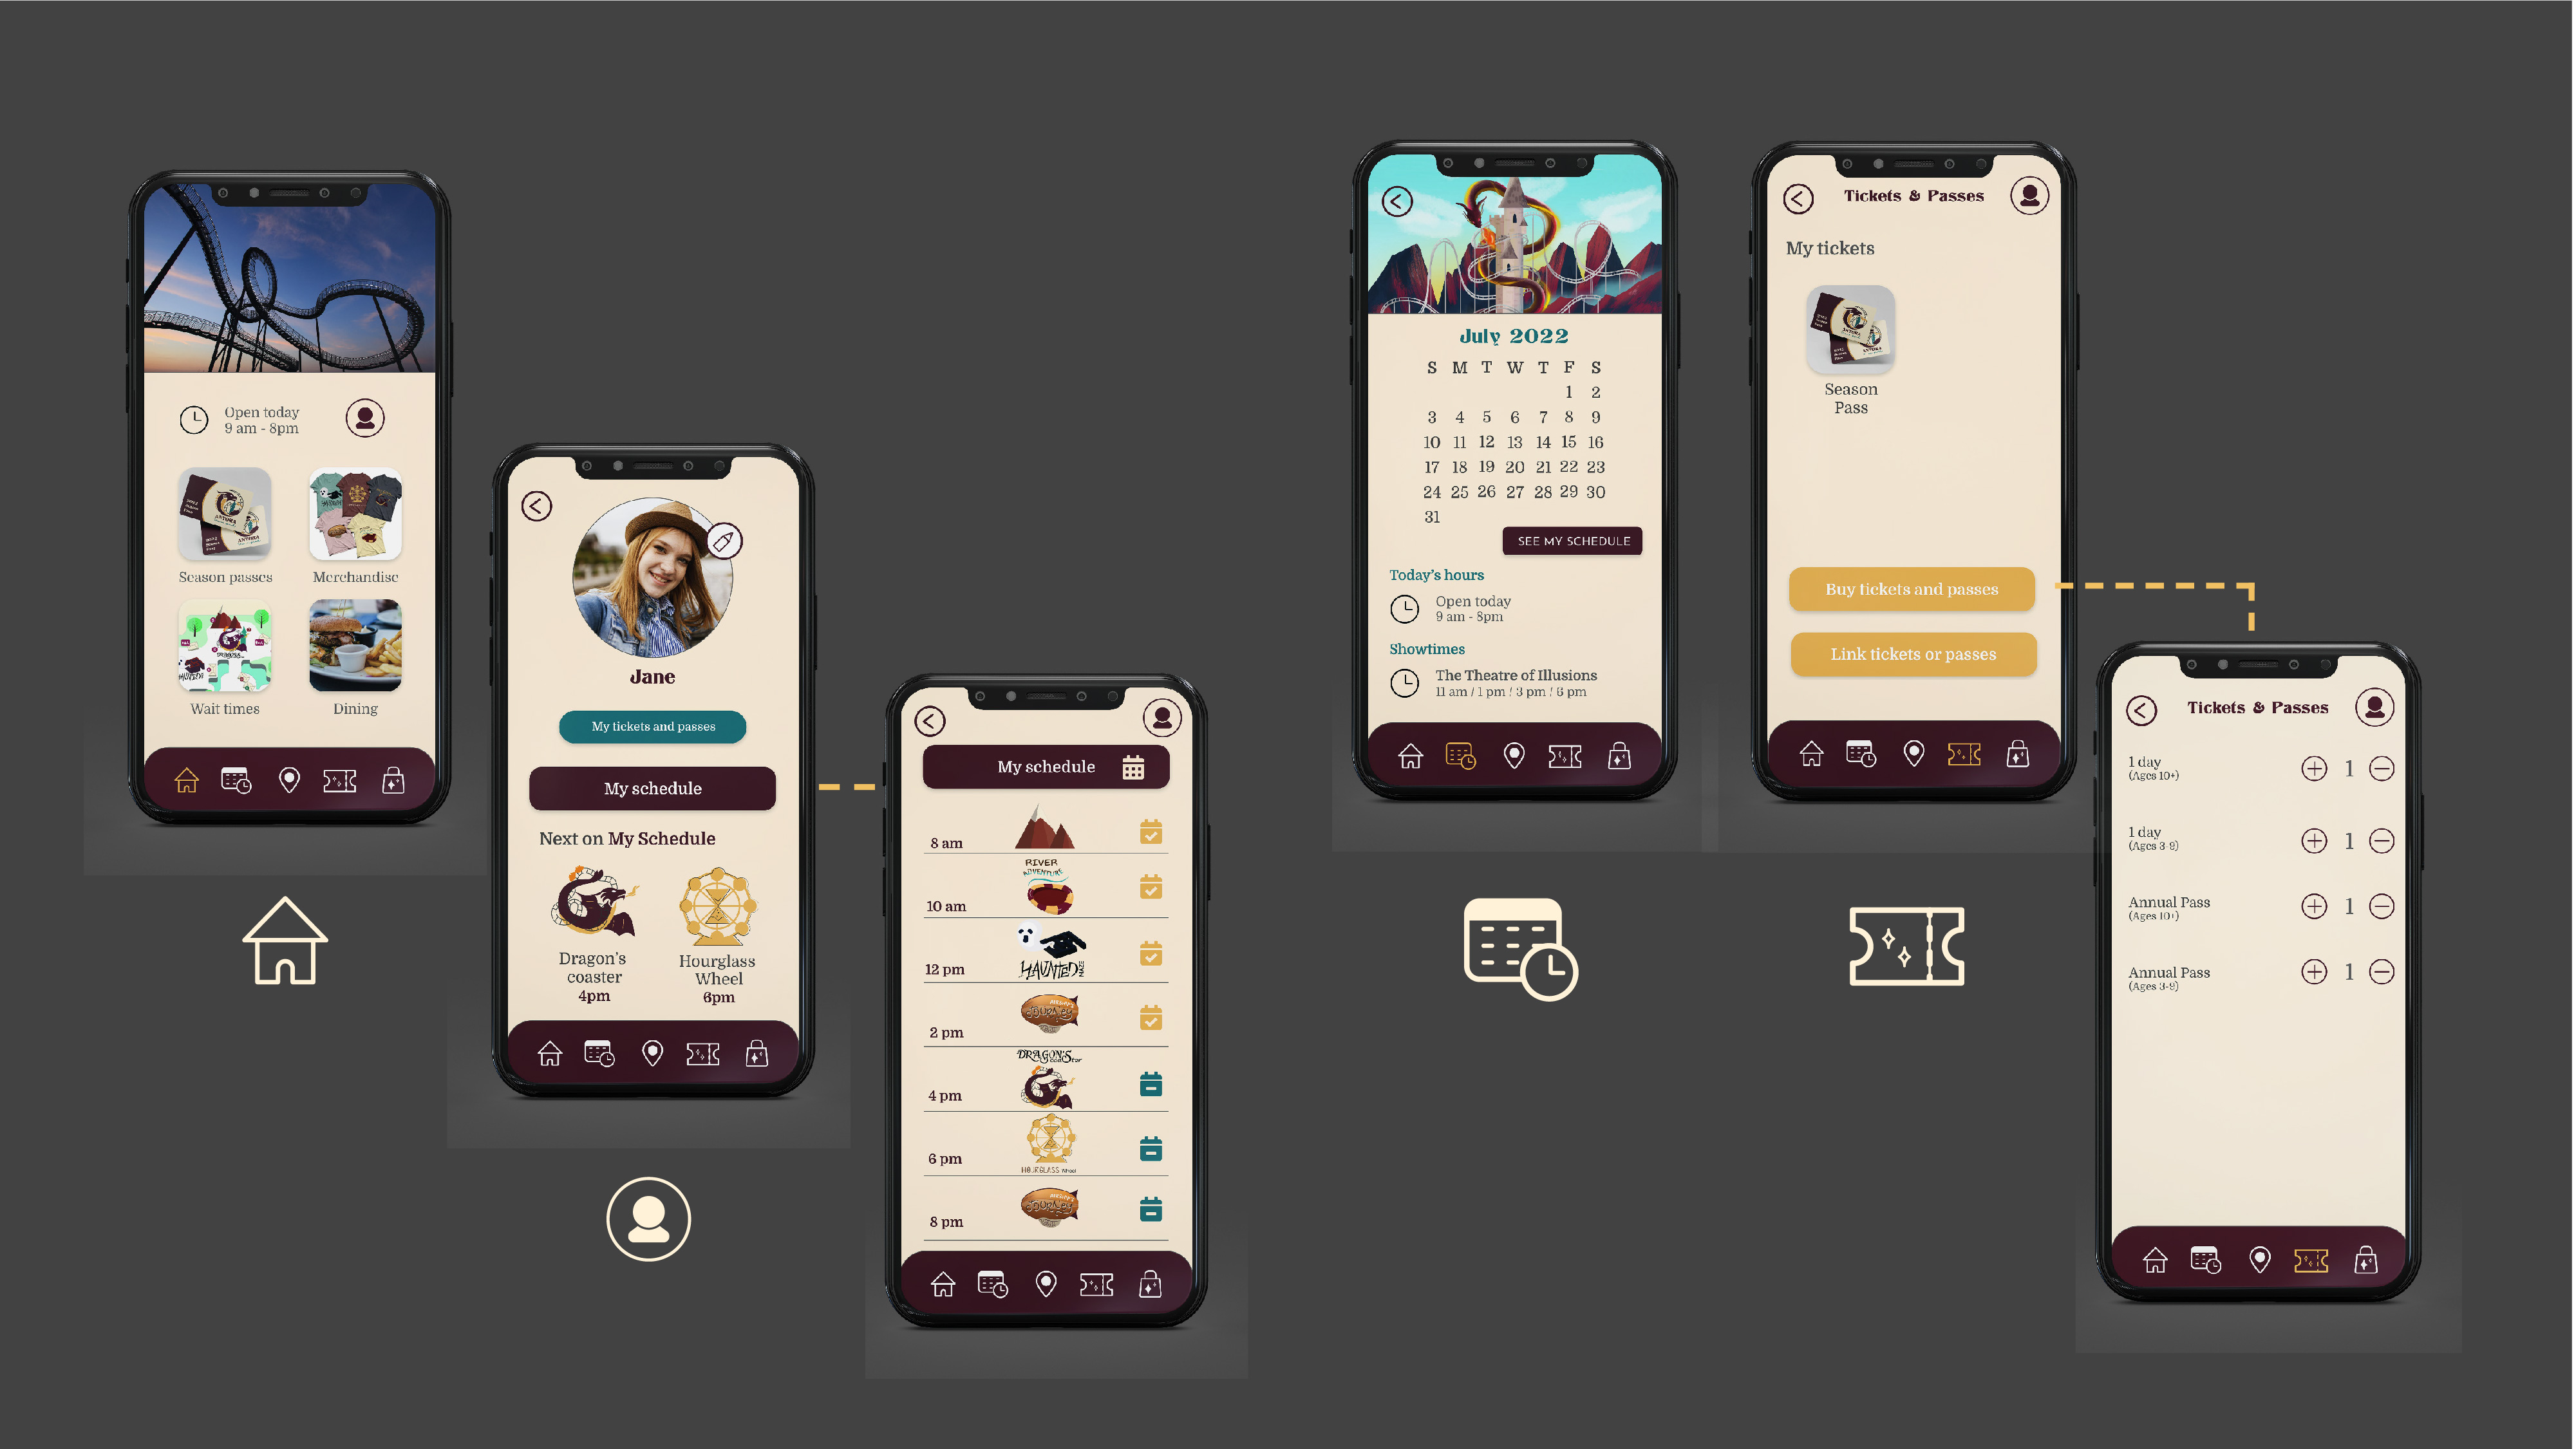 Open today
9 am - 8pm
Season passes
Merchandise
Wait times
Dining
Jane
My tickets and passes
My schedule
Next on My Schedule
Dragon's
coaster
4pm
Hourglass
Wheel
6pm
My schedule
8 am
RIVER
ADVENTURE
10 am
HAUNTED
12 pm
2 pm
DRAGON'S
coaster
4 pm
6 pm
HOURGLASS Wheel
8 pm
July 2022
S M T W T F S
1 2
3 4 5 6 7 8 9
10 11 12 13 14 15 16
17 18 19 20 21 22 23
24 25 26 27 28 29 30
31
SEE MY SCHEDULE
Today's hours
Open today
9 am - 8pm
Showtimes
The Theatre of Illusions
11 am / 1 pm / 3 pm / 6 pm
Tickets & Passes
My tickets
Season
Pass
Buy tickets and passes
Link tickets or passes
Tickets & Passes
1 day
(Ages 10+)
1
1 day
(Ages 3-9)
1
Annual Pass
(Ages 10+)
1
Annual Pass
(Ages 3-9)
1